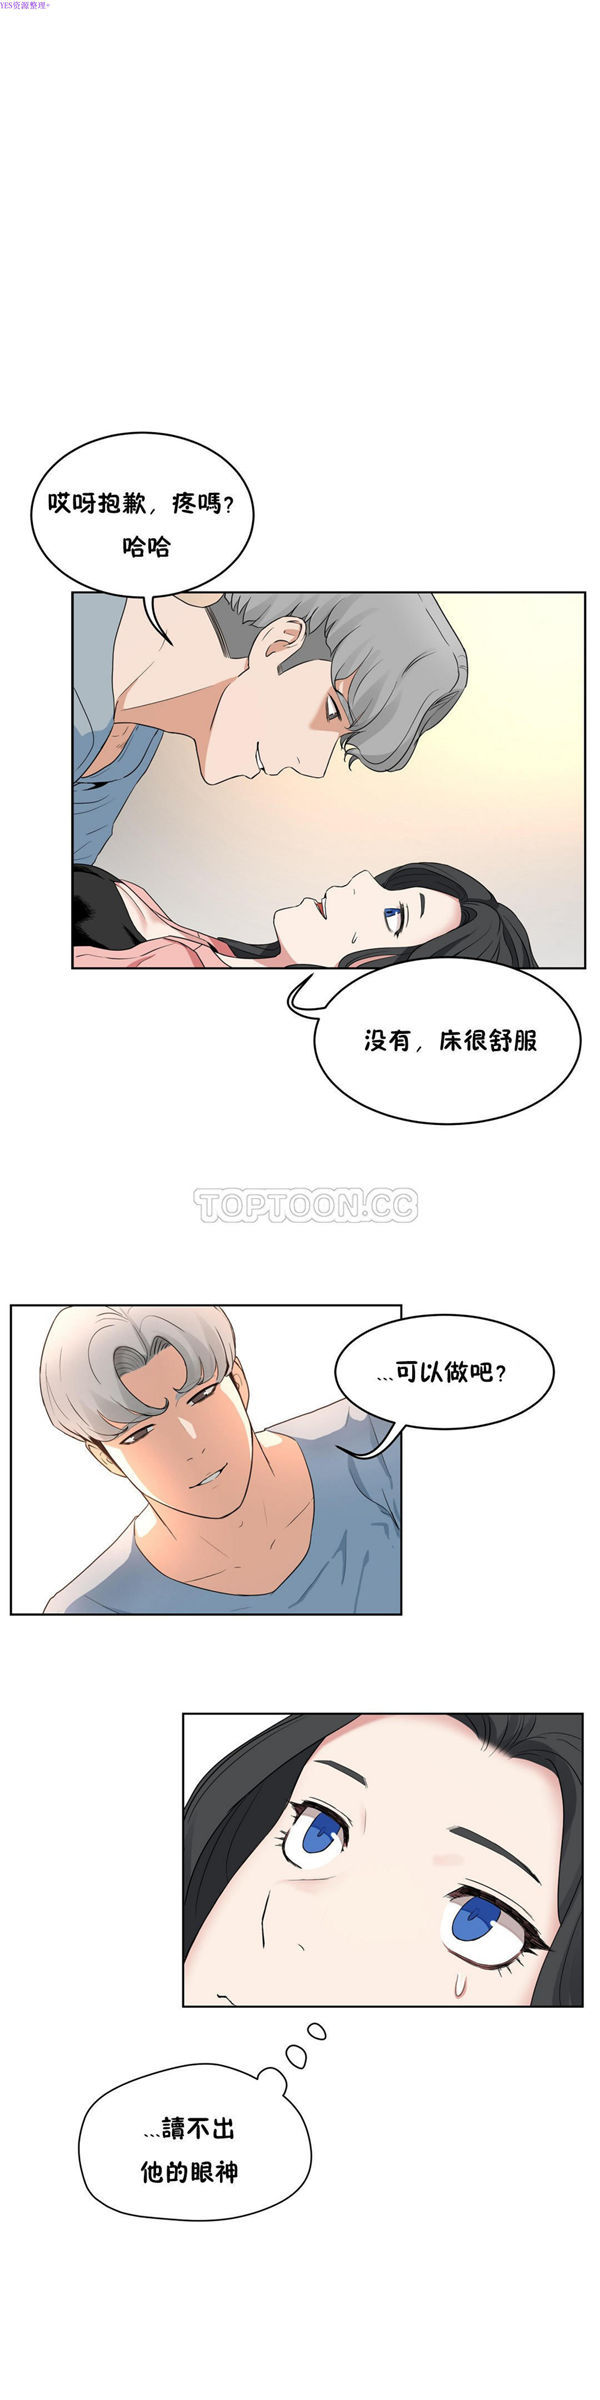 YES资源整理+
哎呀抱歉，疼嗎?
哈哈
没有，床很舒服
TOPTOON.CC
...可以做吧?
...讀不出
他的眼神